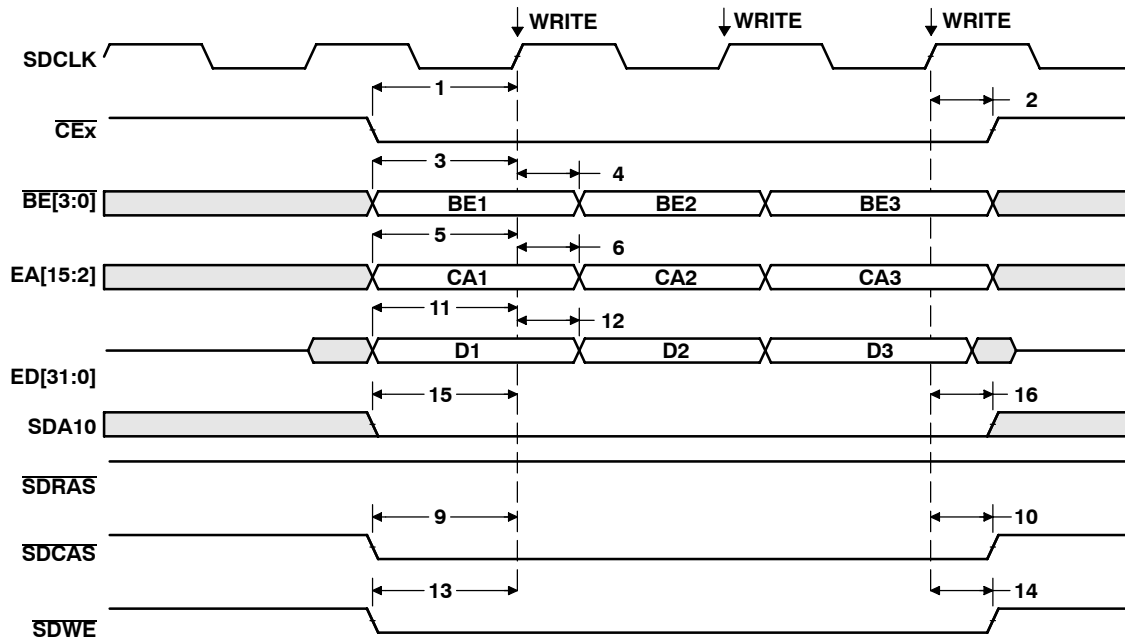 WRITE WRITE WRITE
SDCLK
1 2
CEx
3 4
BE[3:0] BE1 BE2 BE3
5 6
EA[15:2] CA1 CA2 CA3
11 12
D1 D2 D3
ED[31:0]
15 16
SDA10
SDRAS
9 10
SDCAS
13 14
SDWE